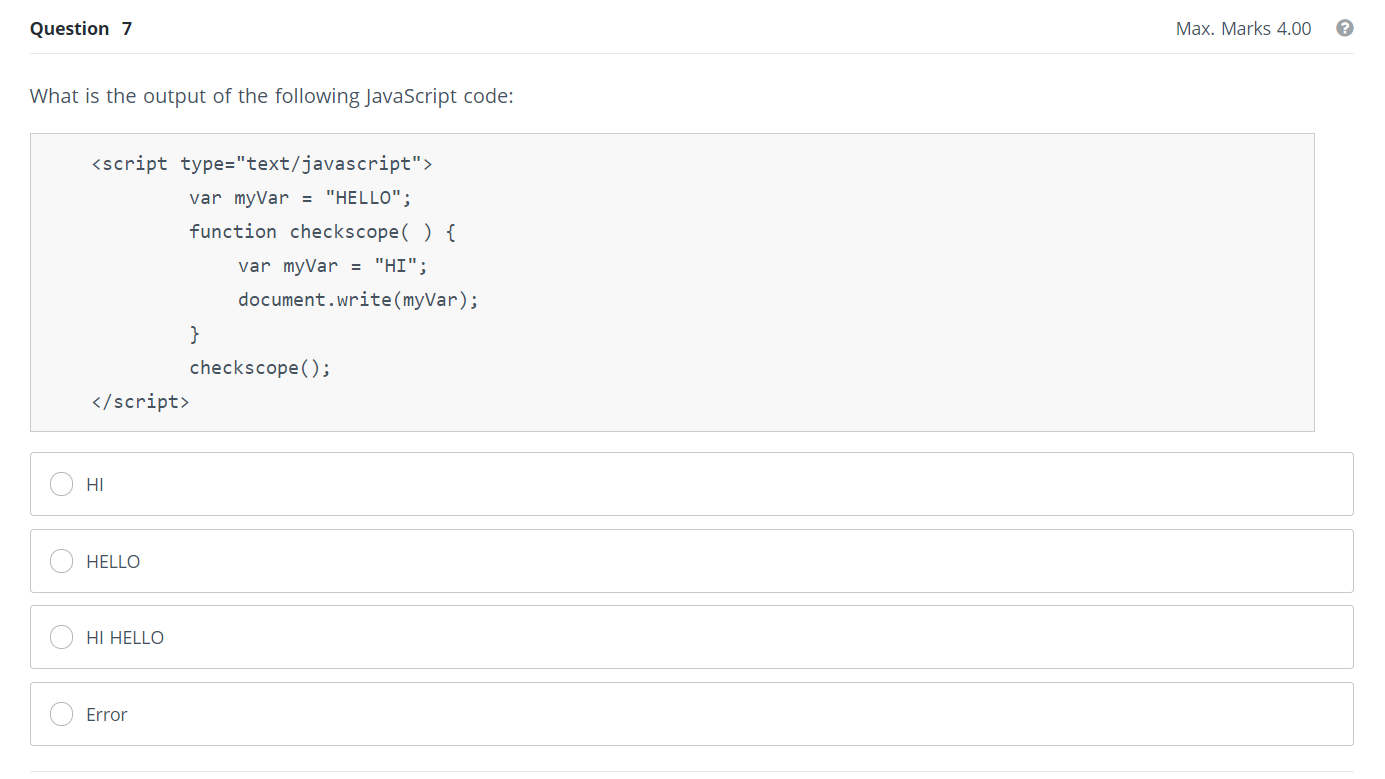 Question 7 Max. Marks 4.00 ?
What is the output of the following JavaScript code:
<script type="text/javascript">
var myVar = "HELLO";
function checkscope( ) {
var myVar = "HI";
document.write(myVar);
}
checkscope();
</script>
HI
HELLO
HI HELLO
Error